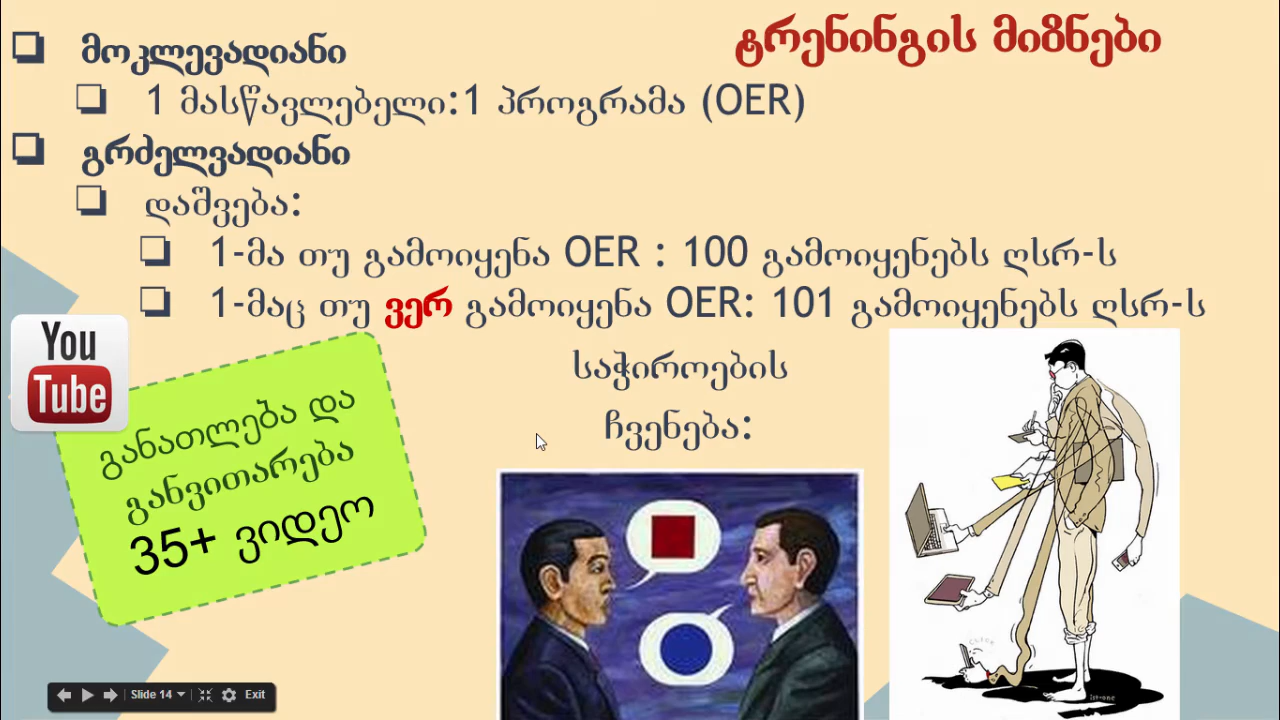 ტრენინგის მიზნები
მოკლევადიანი
1 მასწავლებელი:1 პროგრამა (OER)
გრძელვადიანი
დაშვება:
1-მა თუ გამოიყენა OER : 100 გამოიყენებს ღსრ-ს
1-მაც თუ ვერ გამოიყენა OER: 101 გამოიყენებს ღსრ-ს
საჭიროების
ჩვენება:
You
Tube
განათლება და
განვითარება
35+ ვიდეო
Slide 14
Exit